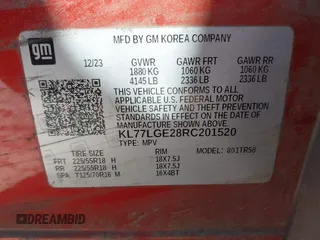 gm
MFD BY GM KOREA COMPANY
12/23 GVWR GAWR FRT GAWR RR
1880 KG 1060 KG 1060 KG
4145 LB 2336 LB 2336 LB
THIS VEHICLE CONFORMS TO ALL
APPLICABLE U.S. FEDERAL MOTOR
VEHICLE SAFETY, BUMPER, AND
THEFT PREVENTION STANDARDS
IN EFFECT ON THE DATE OF
MANUFACTURE SHOWN ABOVE.
KL77LGE28RC201520
TYPE: MPV
TIRE SIZE RIM MODEL: 801TR58
FRT 225/55R18 H 18X7.5J
RR 225/55R18 H 18X7.5J
SPA T125/70R16 M 16X4BT
DREAMBID